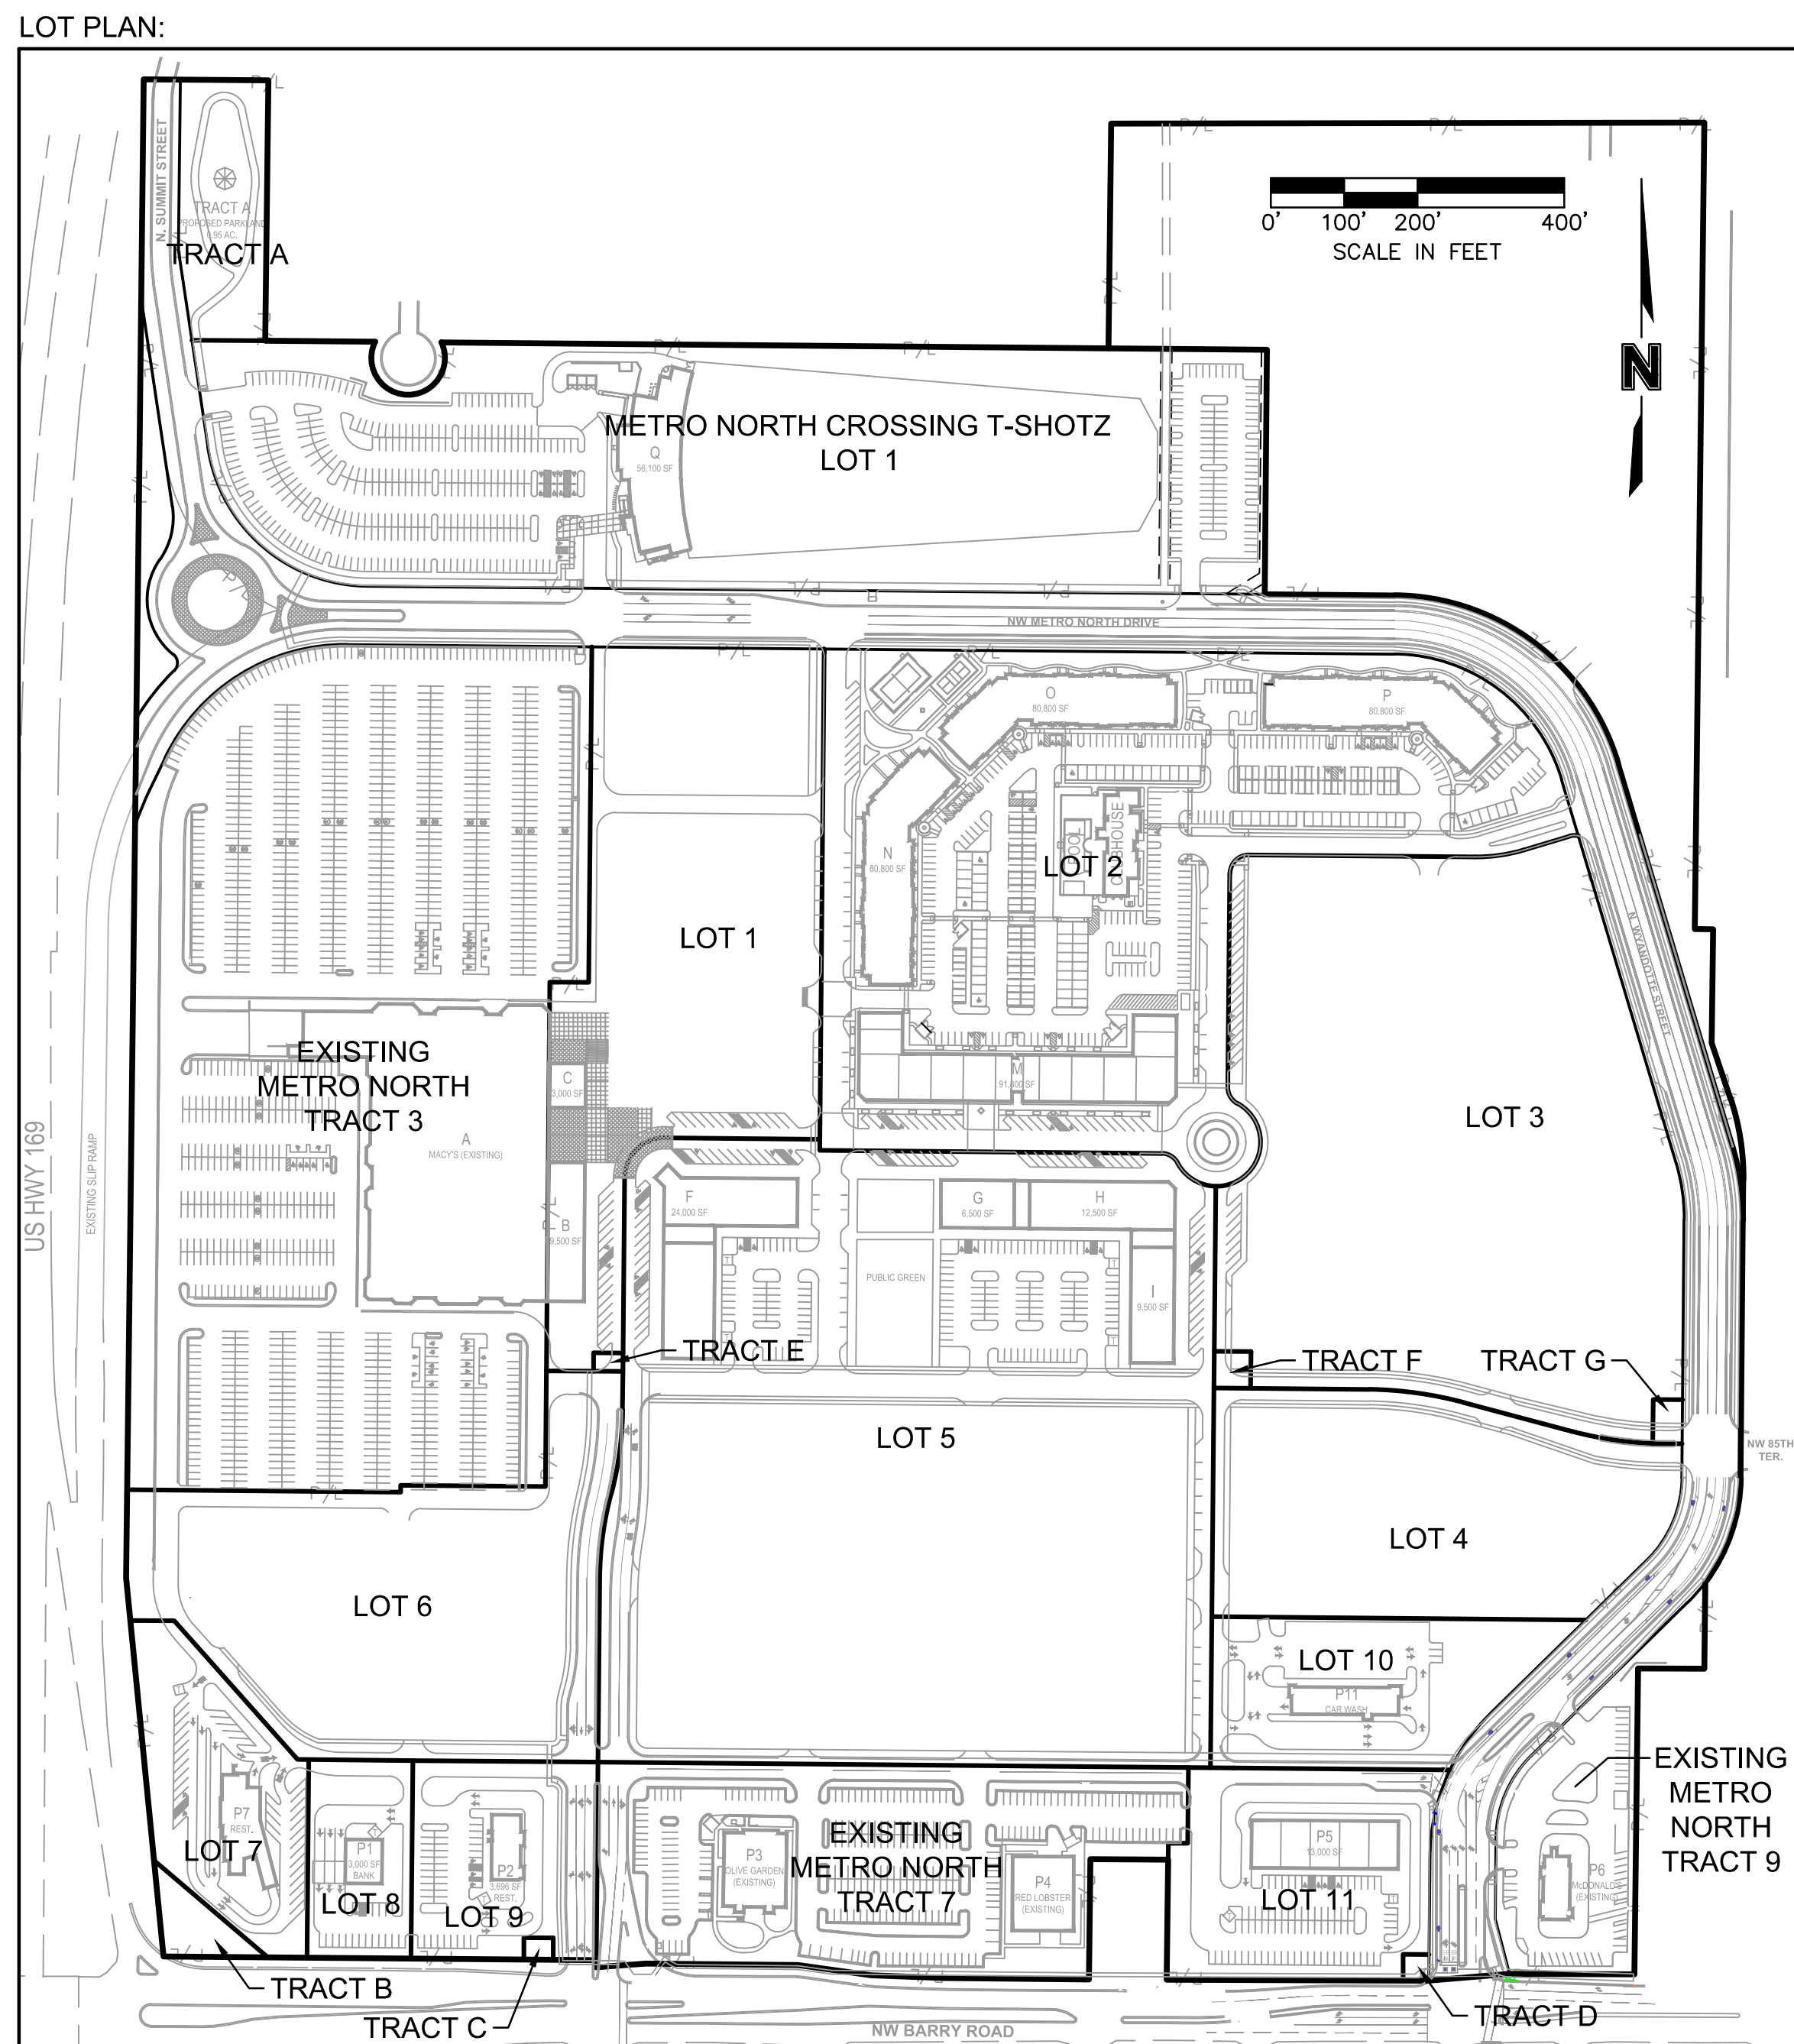 LOT PLAN:
P/L
P/L
P/L
P/L
N. SUMMIT STREET
TRACT A
PROPOSED PARKLAND
0.95 AC.
TRACT A
0' 100' 200' 400'
SCALE IN FEET
N
P/L
P/L
P/L
P/L
P/L
METRO NORTH CROSSING T-SHOTZ
LOT 1
Q
56,100 SF
P/L
P/L
P/L
P/L
NW METRO NORTH DRIVE
P/L
P/L
P/L
O
80,800 SF
P
80,800 SF
P/L
N
80,800 SF
POOL
CLUBHOUSE
LOT 2
LOT 1
N WYANDOTTE STREET
P/L
EXISTING
METRO NORTH
TRACT 3
C
3,000 SF
M
91,800 SF
LOT 3
A
MACY'S (EXISTING)
US HWY 169
EXISTING SLIP RAMP
F
24,000 SF
G
6,500 SF
H
12,500 SF
B
9,500 SF
PUBLIC GREEN
I
9,500 SF
TRACT E
TRACT F
TRACT G
LOT 5
NW 85TH
TER.
P/L
LOT 4
LOT 6
LOT 10
P11
CAR WASH
P7
REST.
LOT 7
P1
3,000 SF
BANK
LOT 8
P2
3,696 SF
REST.
LOT 9
P3
OLIVE GARDEN
(EXISTING)
EXISTING
METRO NORTH
TRACT 7
P4
RED LOBSTER
(EXISTING)
P5
13,000 SF
LOT 11
P6
McDONALD'S
(EXISTING)
EXISTING
METRO
NORTH
TRACT 9
TRACT B
TRACT C
TRACT D
NW BARRY ROAD